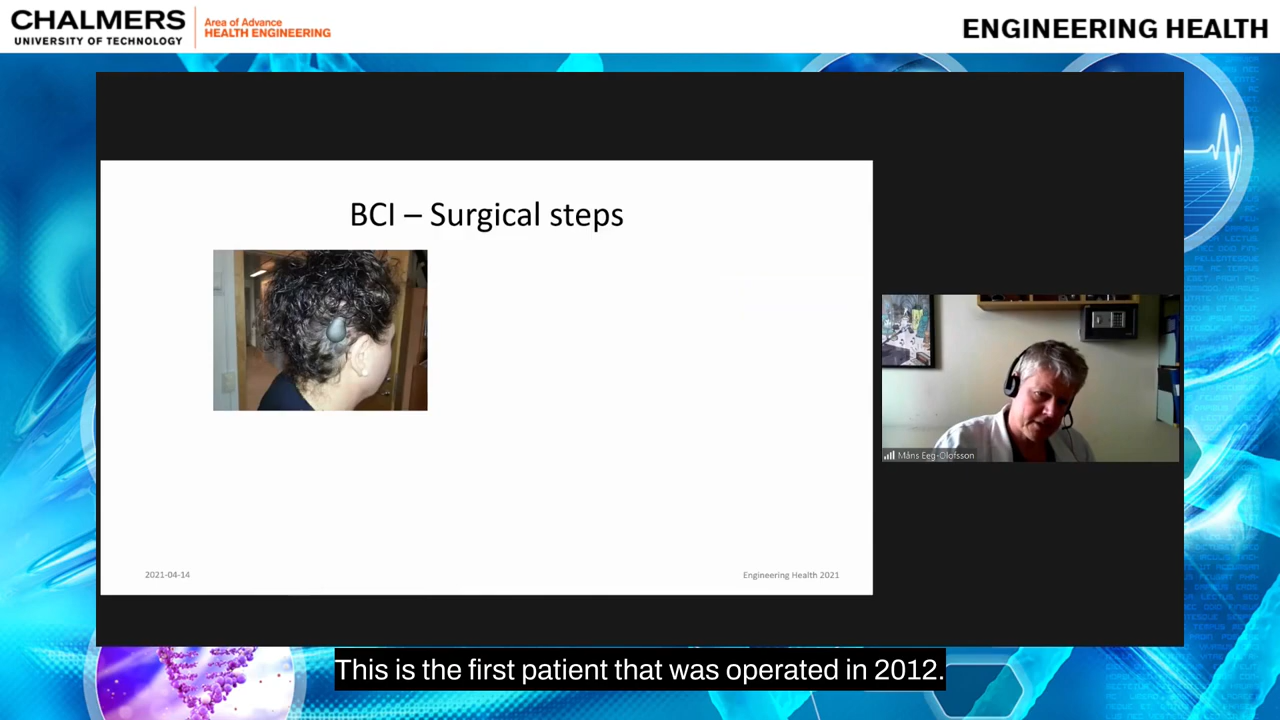 CHALMERS
UNIVERSITY OF TECHNOLOGY
Area of Advance
HEALTH ENGINEERING
ENGINEERING HEALTH
BCI – Surgical steps
Måns Eeg-Olofsson
2021-04-14
Engineering Health 2021
This is the first patient that was operated in 2012.